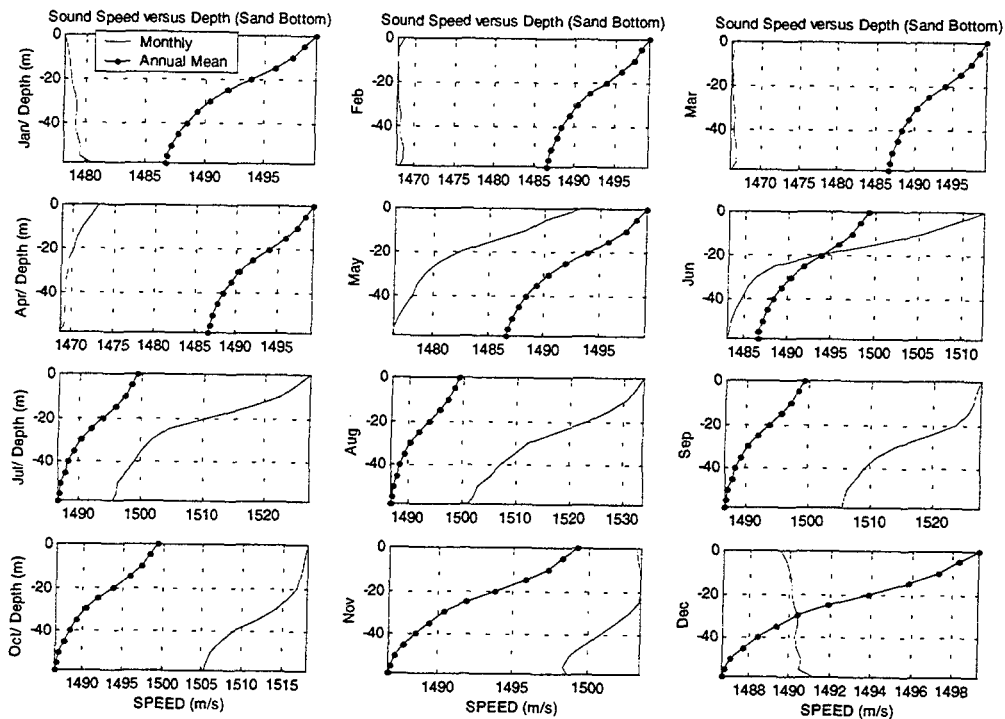 Sound Speed versus Depth (Sand Bottom) Sound Speed versus Depth (Sand Bottom) Sound Speed versus Depth (Sand Bottom)
Monthly
Annual Mean
Jan/ Depth (m)
0
-20
-40
1480 1485 1490 1495
Feb
0
-20
-40
1470 1475 1480 1485 1490 1495
Mar
0
-20
-40
1470 1475 1480 1485 1490 1495
Apr/ Depth (m)
0
-20
-40
1470 1475 1480 1485 1490 1495
May
0
-20
-40
1480 1485 1490 1495
Jun
0
-20
-40
1485 1490 1495 1500 1505 1510
Jul/ Depth (m)
0
-20
-40
1490 1500 1510 1520
Aug
0
-20
-40
1490 1500 1510 1520 1530
Sep
0
-20
-40
1490 1500 1510 1520
Oct/ Depth (m)
0
-20
-40
1490 1495 1500 1505 1510 1515
SPEED (m/s)
Nov
0
-20
-40
1490 1495 1500
SPEED (m/s)
Dec
0
-20
-40
1488 1490 1492 1494 1496 1498
SPEED (m/s)